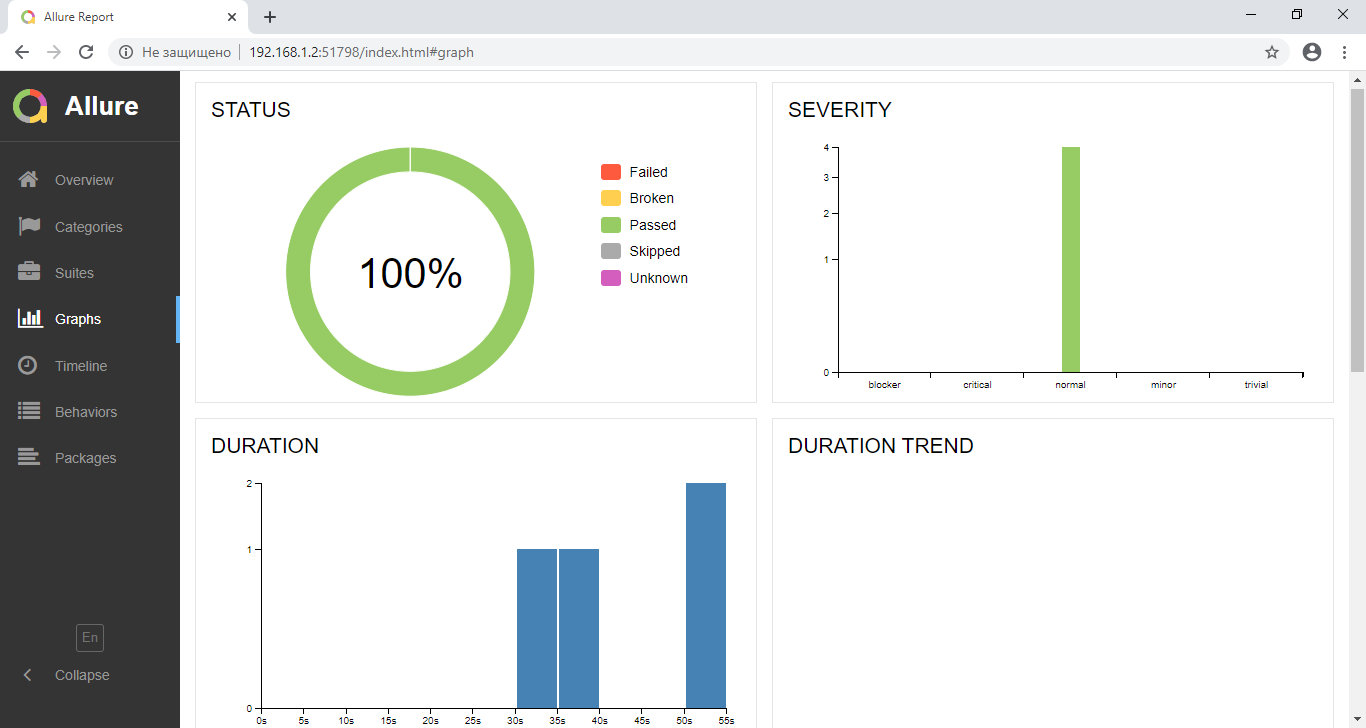 Allure Report
Не защищено
192.168.1.2:51798/index.html#graph
Allure
Overview
Categories
Suites
Graphs
Timeline
Behaviors
Packages
En
Collapse
STATUS
100%
Failed
Broken
Passed
Skipped
Unknown
SEVERITY
4
3
2
1
0
blocker critical normal minor trivial
DURATION
2
1
0
0s 5s 10s 15s 20s 25s 30s 35s 40s 45s 50s 55s
DURATION TREND